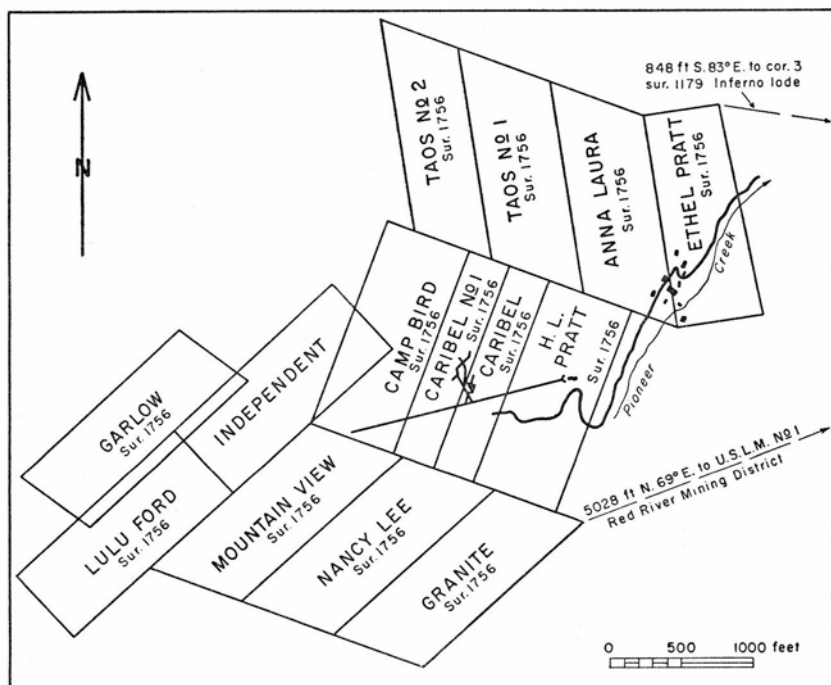 848 ft S. 83° E. to cor. 3
sur. 1179 Inferno lode
N
TAOS Nº 2
Sur. 1756
TAOS Nº 1
Sur. 1756
ANNA LAURA
Sur. 1756
ETHEL PRATT
Sur. 1756
Creek
Pioneer
CAMP BIRD
Sur. 1756
CARIBEL Nº 1
Sur. 1756
CARIBEL
Sur. 1756
H. L.
PRATT
Sur. 1756
GARLOW
Sur. 1756
INDEPENDENT
LULU FORD
Sur. 1756
MOUNTAIN VIEW
Sur. 1756
NANCY LEE
Sur. 1756
GRANITE
Sur. 1756
5028 ft N. 69° E. to U.S.L.M. Nº 1
Red River Mining District
0 500 1000 feet